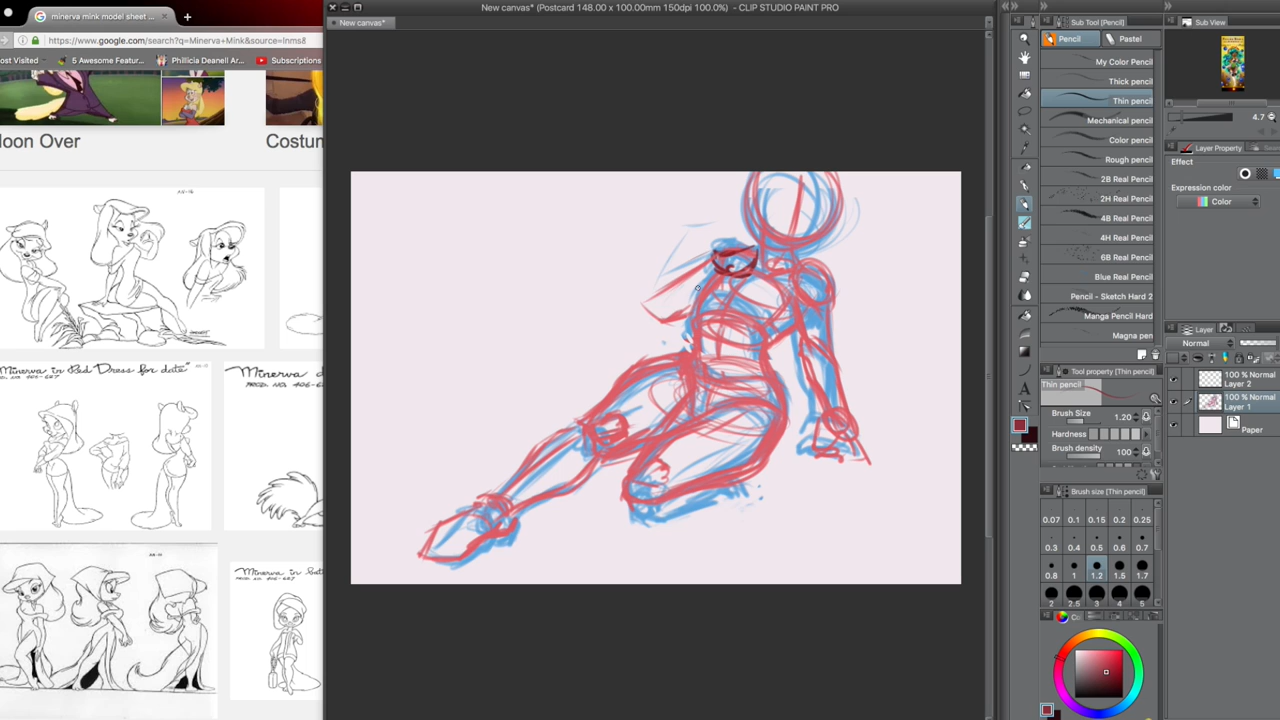 minerva mink model sheet ...
https://www.google.com/search?q=Minerva+Mink&source=lnms&
ost Visited
5 Awesome Featur...
Phillicia Deanell Ar...
Subscriptions
loon Over
Costun
Minerva in Red Dress for date"
New canvas* (Postcard 148.00 x 100.00mm 150dpi 100.0%) - CLIP STUDIO PAINT PRO
New canvas*
Sub Tool [Pencil]
Pencil
Pastel
My Color Pencil
Thick pencil
Thin pencil
Mechanical pencil
Color pencil
Rough pencil
2B Real Pencil
2H Real Pencil
4B Real Pencil
4H Real Pencil
6B Real Pencil
Blue Real Pencil
Pencil - Sketch Hard 2
Manga Pencil Hard
Magna pen
Tool property [Thin pencil]
Thin pencil
Brush Size 1.20
Hardness
Brush density 100
Brush size [Thin pencil]
0.07 0.1 0.15 0.2 0.25
0.3 0.4 0.5 0.6 0.7
0.8 1 1.2 1.5 1.7
2 2.5 3 4 5
Sub View
4.7
Layer Property
Effect
Expression color
Color
Layer
Normal
100 % Normal
Layer 2
100 % Normal
Layer 1
Paper